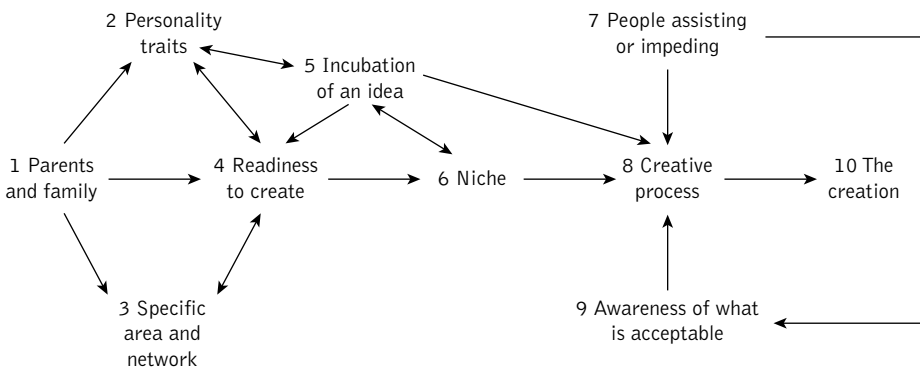 2 Personality
traits
7 People assisting
or impeding
5 Incubation
of an idea
1 Parents
and family
4 Readiness
to create
6 Niche
8 Creative
process
10 The
creation
3 Specific
area and
network
9 Awareness of what
is acceptable